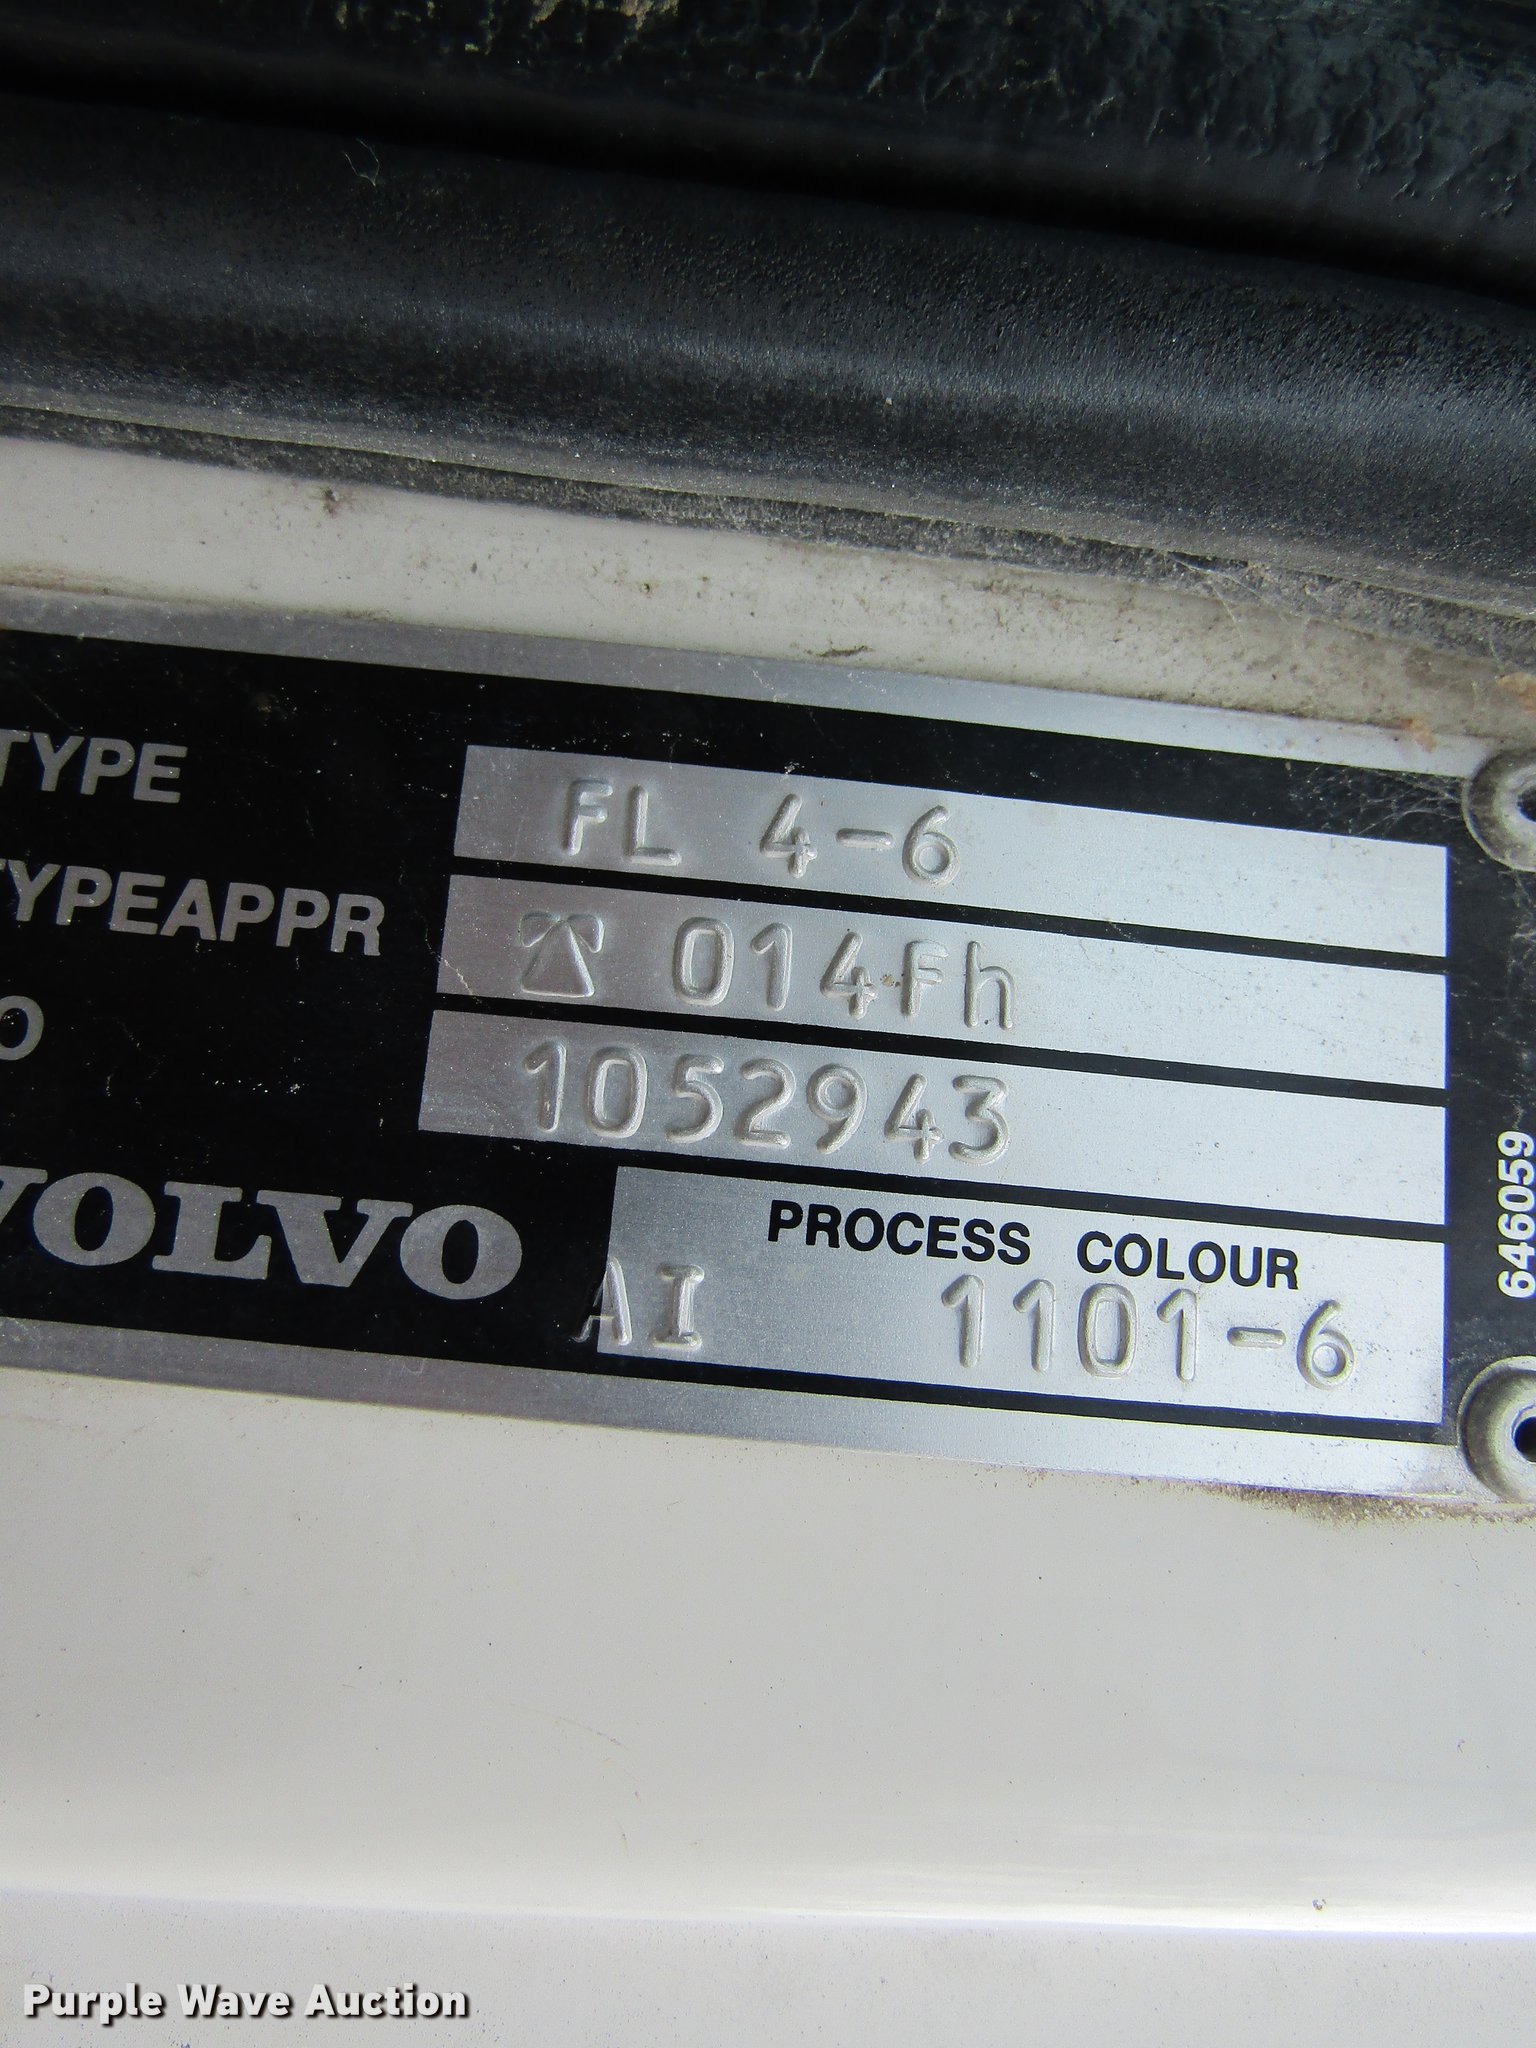 TYPE FL 4-6
TYPEAPPR 014Fh
O 1052943
VOLVO
PROCESS COLOUR
AI 1101-6
646059
Purple Wave Auction